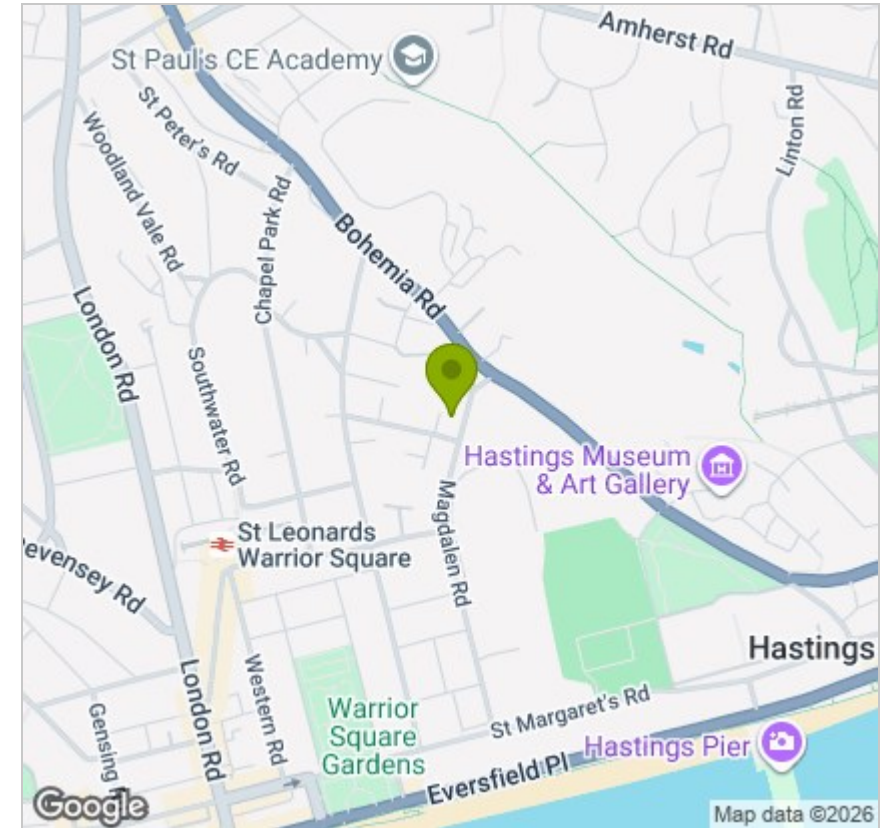 Amherst Rd
St Paul's CE Academy
Linton Rd
St Peter's Rd
Woodland Vale Rd
Chapel Park Rd
Bohemia Rd
London Rd
Southwater Rd
Hastings Museum
& Art Gallery
Magdalen Rd
St Leonards
Warrior Square
evensey Rd
Hastings
London Rd
Western Rd
St Margaret's Rd
Gensing R
Warrior
Square
Gardens
Hastings Pier
Eversfield Pl
Google
Map data ©2026